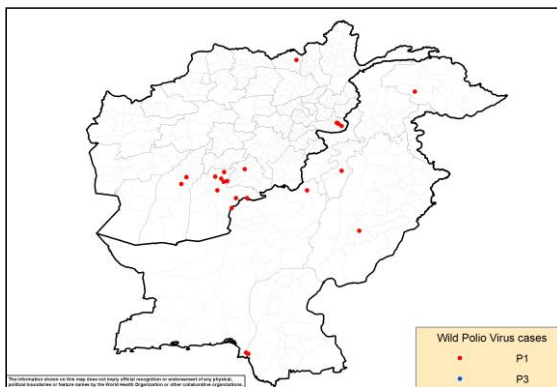 Wild Polio Virus cases
P1
P3
The information shown on this map does not imply official recognition or endorsement of any physical,
political boundaries or feature names by the World Health Organization or other collaborative organizations.